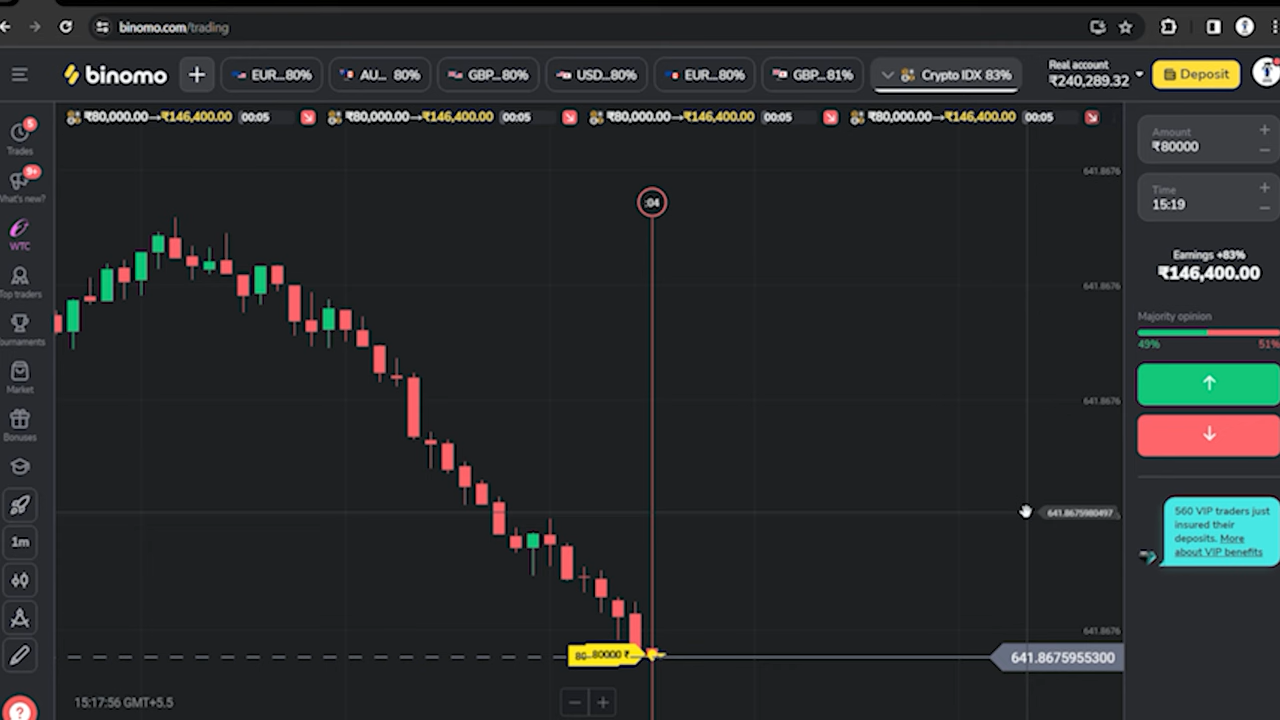 binomo.com/trading
binomo
+
EUR...80%
AU... 80%
GBP...80%
USD...80%
EUR...80%
GBP...81%
Crypto IDX 83%
Real account
₹240,289.32
Deposit
₹80,000.00→₹146,400.00 00:05
₹80,000.00→₹146,400.00 00:05
₹80,000.00→₹146,400.00 00:05
₹80,000.00→₹146,400.00 00:05
5
Trades
9+
What's new?
WTC
Top traders
Market
Bonuses
1m
?
:04
641.8676
641.8676
641.8676
641.8675980497
641.8676
641.8675955300
80000 ₹
15:17:56 GMT+5.5
− +
Amount
₹80000
+
−
Time
15:19
+
−
Earnings +83%
₹146,400.00
Majority opinion
49% 51%
↑
↓
560 VIP traders just
insured their
deposits. More
about VIP benefits